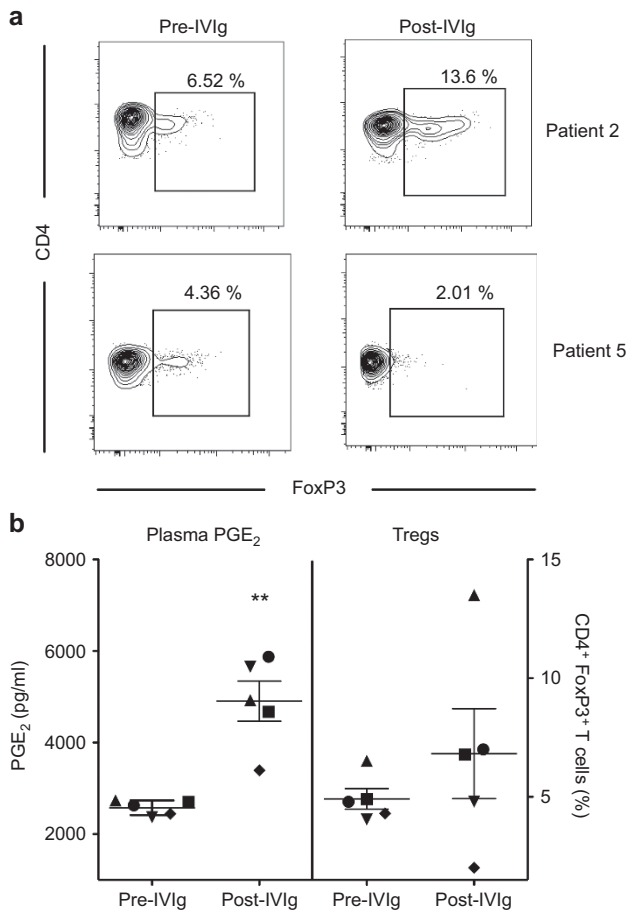 a
Pre-IVIg Post-IVIg
6.52 % 13.6 %
Patient 2
CD4
4.36 % 2.01 %
Patient 5
FoxP3
b
Plasma PGE₂ Tregs
8000 15
**
6000
10
PGE₂ (pg/ml)
CD4⁺ FoxP3⁺ T cells (%)
4000
5
2000
Pre-IVIg Post-IVIg Pre-IVIg Post-IVIg